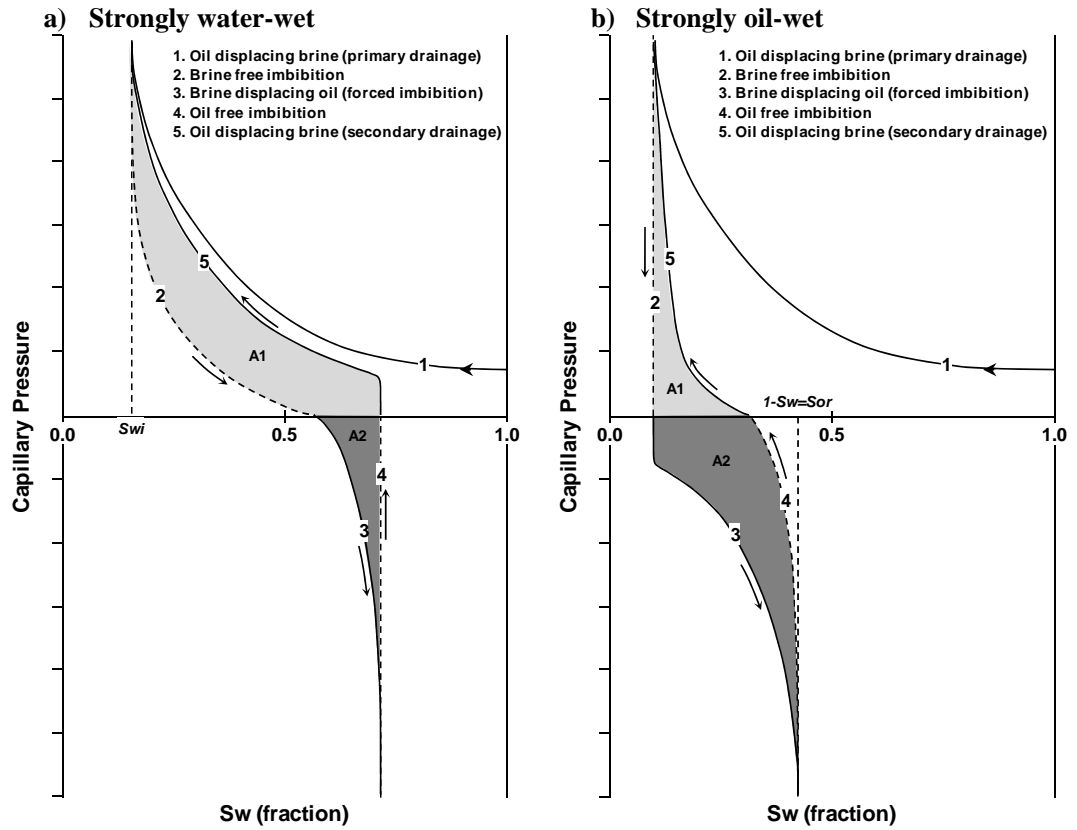 a) Strongly water-wet
1. Oil displacing brine (primary drainage)
2. Brine free imbibition
3. Brine displacing oil (forced imbibition)
4. Oil free imbibition
5. Oil displacing brine (secondary drainage)
5
2
A1
1
Swi
0.0
0.5
1.0
A2
4
3
Capillary Pressure
Sw (fraction)
b) Strongly oil-wet
1. Oil displacing brine (primary drainage)
2. Brine free imbibition
3. Brine displacing oil (forced imbibition)
4. Oil free imbibition
5. Oil displacing brine (secondary drainage)
5
2
A1
1
1-Sw=Sor
0.0
0.5
1.0
A2
4
3
Capillary Pressure
Sw (fraction)